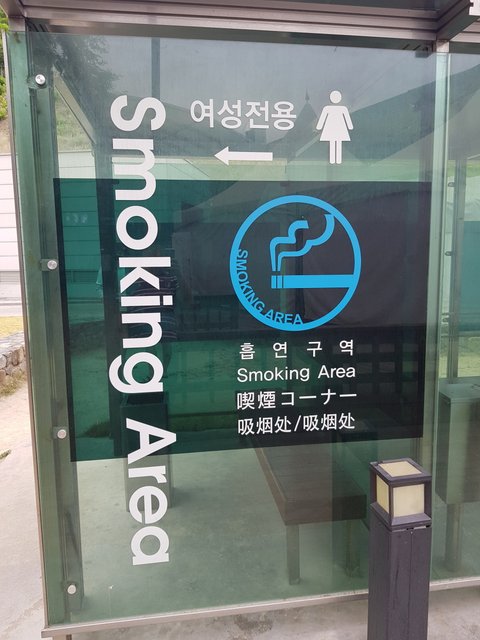 여성전용
Smoking Area
SMOKING AREA
흡연구역
Smoking Area
喫煙コーナー
吸烟处/吸烟处